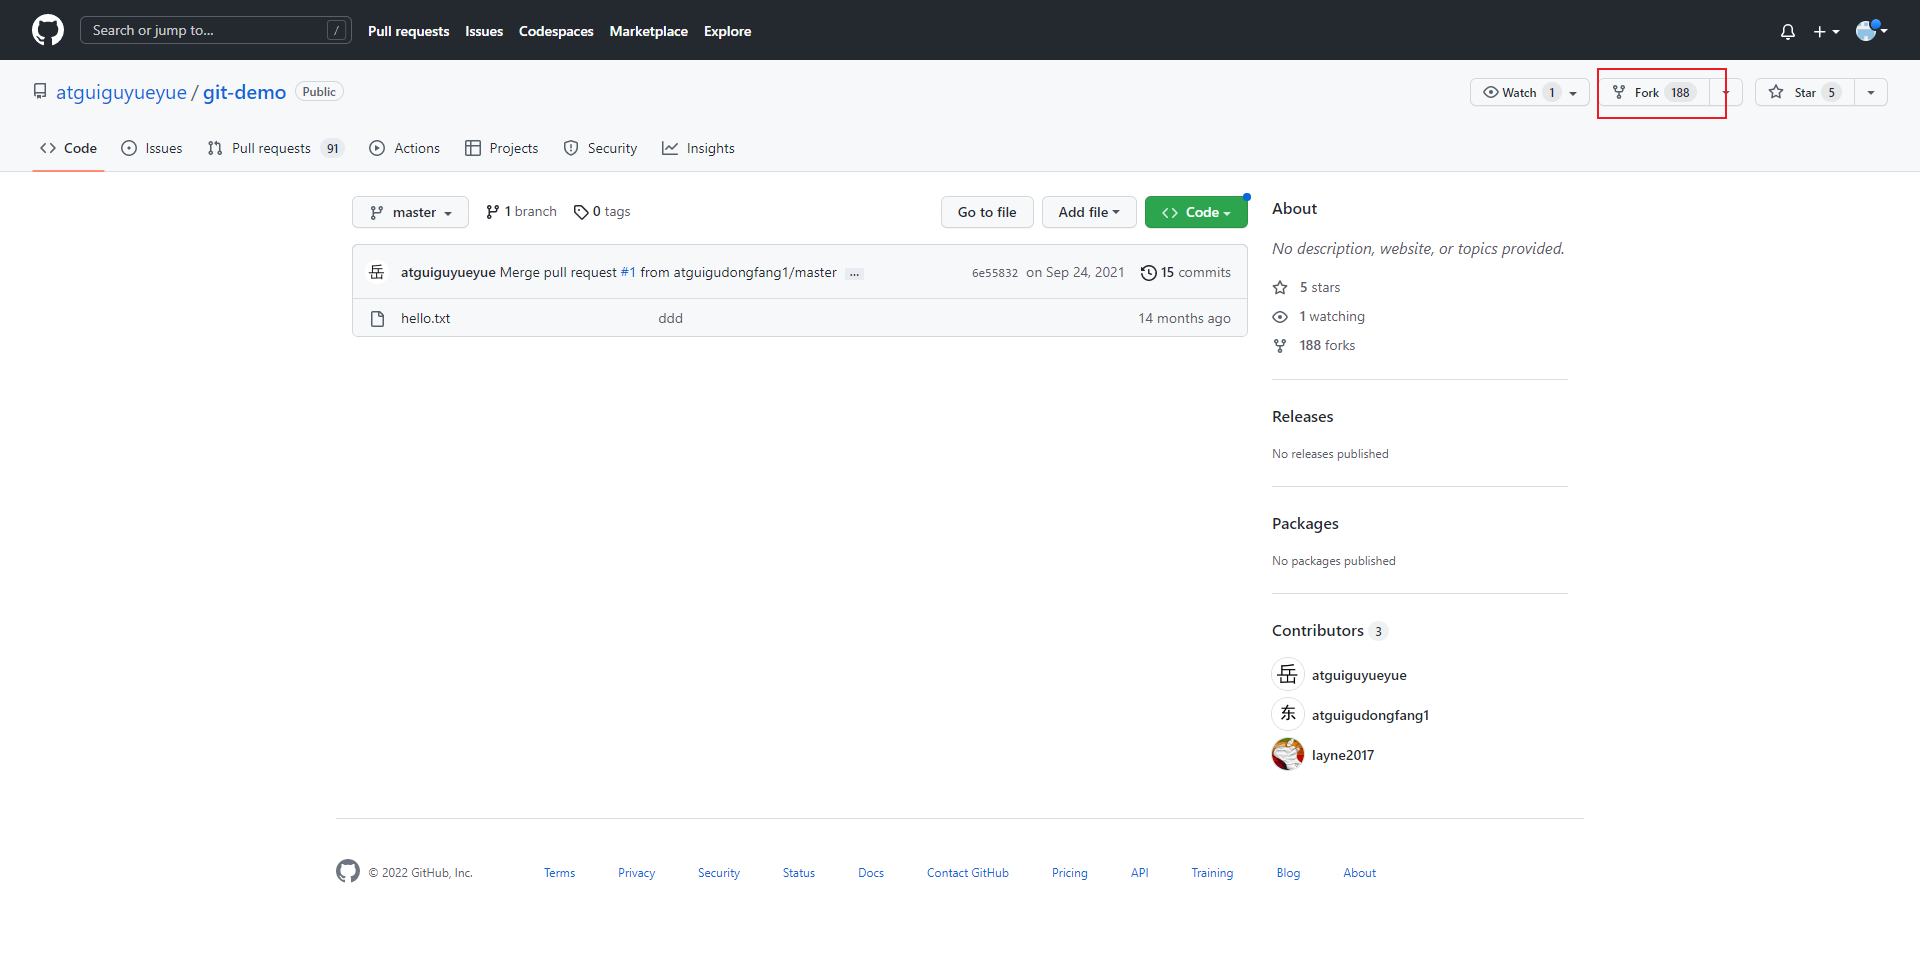 Search or jump to... /
Pull requests Issues Codespaces Marketplace Explore
atguiguyueyue / git-demo Public
Watch 1 Fork 188 Star 5
Code Issues Pull requests 91 Actions Projects Security Insights
master 1 branch 0 tags Go to file Add file Code
岳 atguiguyueyue Merge pull request #1 from atguigudongfang1/master ... 6e55832 on Sep 24, 2021 15 commits
hello.txt ddd 14 months ago
About
No description, website, or topics provided.
5 stars
1 watching
188 forks
Releases
No releases published
Packages
No packages published
Contributors 3
岳 atguiguyueyue
东 atguigudongfang1
layne2017
© 2022 GitHub, Inc. Terms Privacy Security Status Docs Contact GitHub Pricing API Training Blog About